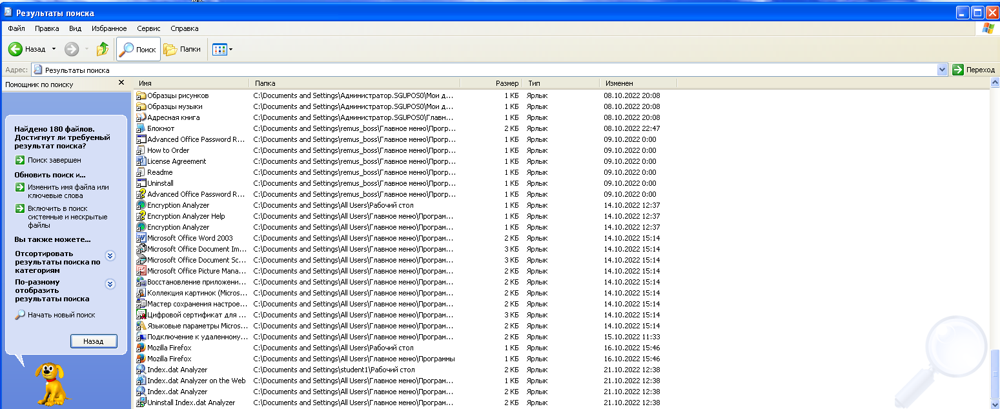 Результаты поиска
Файл Правка Вид Избранное Сервис Справка
Назад Поиск Папки
Адрес: Результаты поиска Переход
Помощник по поиску
Найдено 180 файлов.
Достигнут ли требуемый
результат поиска?
Поиск завершен
Обновить поиск и...
Изменить имя файла или
ключевые слова
Включить в поиск
системные и нескрытые
файлы
Вы также можете...
Отсортировать
результаты поиска по
категориям
По-разному
отобразить
результаты поиска
Начать новый поиск
Назад
Имя Папка Размер Тип Изменен
Образцы рисунков C:\Documents and Settings\Администратор.SGUPOS0\Мои д... 1 КБ Ярлык 08.10.2022 20:08
Образцы музыки C:\Documents and Settings\Администратор.SGUPOS0\Мои д... 1 КБ Ярлык 08.10.2022 20:08
Адресная книга C:\Documents and Settings\Администратор.SGUPOS0\Главн... 1 КБ Ярлык 08.10.2022 20:08
Блокнот C:\Documents and Settings\remus_boss\Главное меню\Прогр... 2 КБ Ярлык 08.10.2022 22:47
Advanced Office Password R... C:\Documents and Settings\remus_boss\Главное меню\Прогр... 1 КБ Ярлык 09.10.2022 0:00
How to Order C:\Documents and Settings\remus_boss\Главное меню\Прогр... 1 КБ Ярлык 09.10.2022 0:00
License Agreement C:\Documents and Settings\remus_boss\Главное меню\Прогр... 1 КБ Ярлык 09.10.2022 0:00
Readme C:\Documents and Settings\remus_boss\Главное меню\Прогр... 1 КБ Ярлык 09.10.2022 0:00
Uninstall C:\Documents and Settings\remus_boss\Главное меню\Прогр... 1 КБ Ярлык 09.10.2022 0:00
Advanced Office Password R... C:\Documents and Settings\remus_boss\Главное меню\Прогр... 1 КБ Ярлык 09.10.2022 0:00
Encryption Analyzer C:\Documents and Settings\All Users\Рабочий стол 1 КБ Ярлык 14.10.2022 12:37
Encryption Analyzer Help C:\Documents and Settings\All Users\Главное меню\Програм... 1 КБ Ярлык 14.10.2022 12:37
Encryption Analyzer C:\Documents and Settings\All Users\Главное меню\Програм... 1 КБ Ярлык 14.10.2022 12:37
Microsoft Office Word 2003 C:\Documents and Settings\All Users\Главное меню\Програм... 2 КБ Ярлык 14.10.2022 15:14
Microsoft Office Document Im... C:\Documents and Settings\All Users\Главное меню\Програм... 3 КБ Ярлык 14.10.2022 15:14
Microsoft Office Document Sc... C:\Documents and Settings\All Users\Главное меню\Програм... 3 КБ Ярлык 14.10.2022 15:14
Microsoft Office Picture Mana... C:\Documents and Settings\All Users\Главное меню\Програм... 2 КБ Ярлык 14.10.2022 15:14
Восстановление приложени... C:\Documents and Settings\All Users\Главное меню\Програм... 2 КБ Ярлык 14.10.2022 15:14
Коллекция картинок (Micros... C:\Documents and Settings\All Users\Главное меню\Програм... 2 КБ Ярлык 14.10.2022 15:14
Мастер сохранения настрое... C:\Documents and Settings\All Users\Главное меню\Програм... 2 КБ Ярлык 14.10.2022 15:14
Цифровой сертификат для ... C:\Documents and Settings\All Users\Главное меню\Програм... 3 КБ Ярлык 14.10.2022 15:14
Языковые параметры Micros... C:\Documents and Settings\All Users\Главное меню\Програм... 2 КБ Ярлык 14.10.2022 15:14
Подключение к удаленному... C:\Documents and Settings\All Users\Главное меню\Програм... 2 КБ Ярлык 15.10.2022 11:33
Mozilla Firefox C:\Documents and Settings\All Users\Рабочий стол 2 КБ Ярлык 16.10.2022 15:46
Mozilla Firefox C:\Documents and Settings\All Users\Главное меню\Программы 2 КБ Ярлык 16.10.2022 15:46
Index.dat Analyzer C:\Documents and Settings\student1\Рабочий стол 2 КБ Ярлык 21.10.2022 12:38
Index.dat Analyzer on the Web C:\Documents and Settings\All Users\Главное меню\Програм... 1 КБ Ярлык 21.10.2022 12:38
Index.dat Analyzer C:\Documents and Settings\All Users\Главное меню\Програм... 2 КБ Ярлык 21.10.2022 12:38
Uninstall Index.dat Analyzer C:\Documents and Settings\All Users\Главное меню\Програм... 2 КБ Ярлык 21.10.2022 12:38